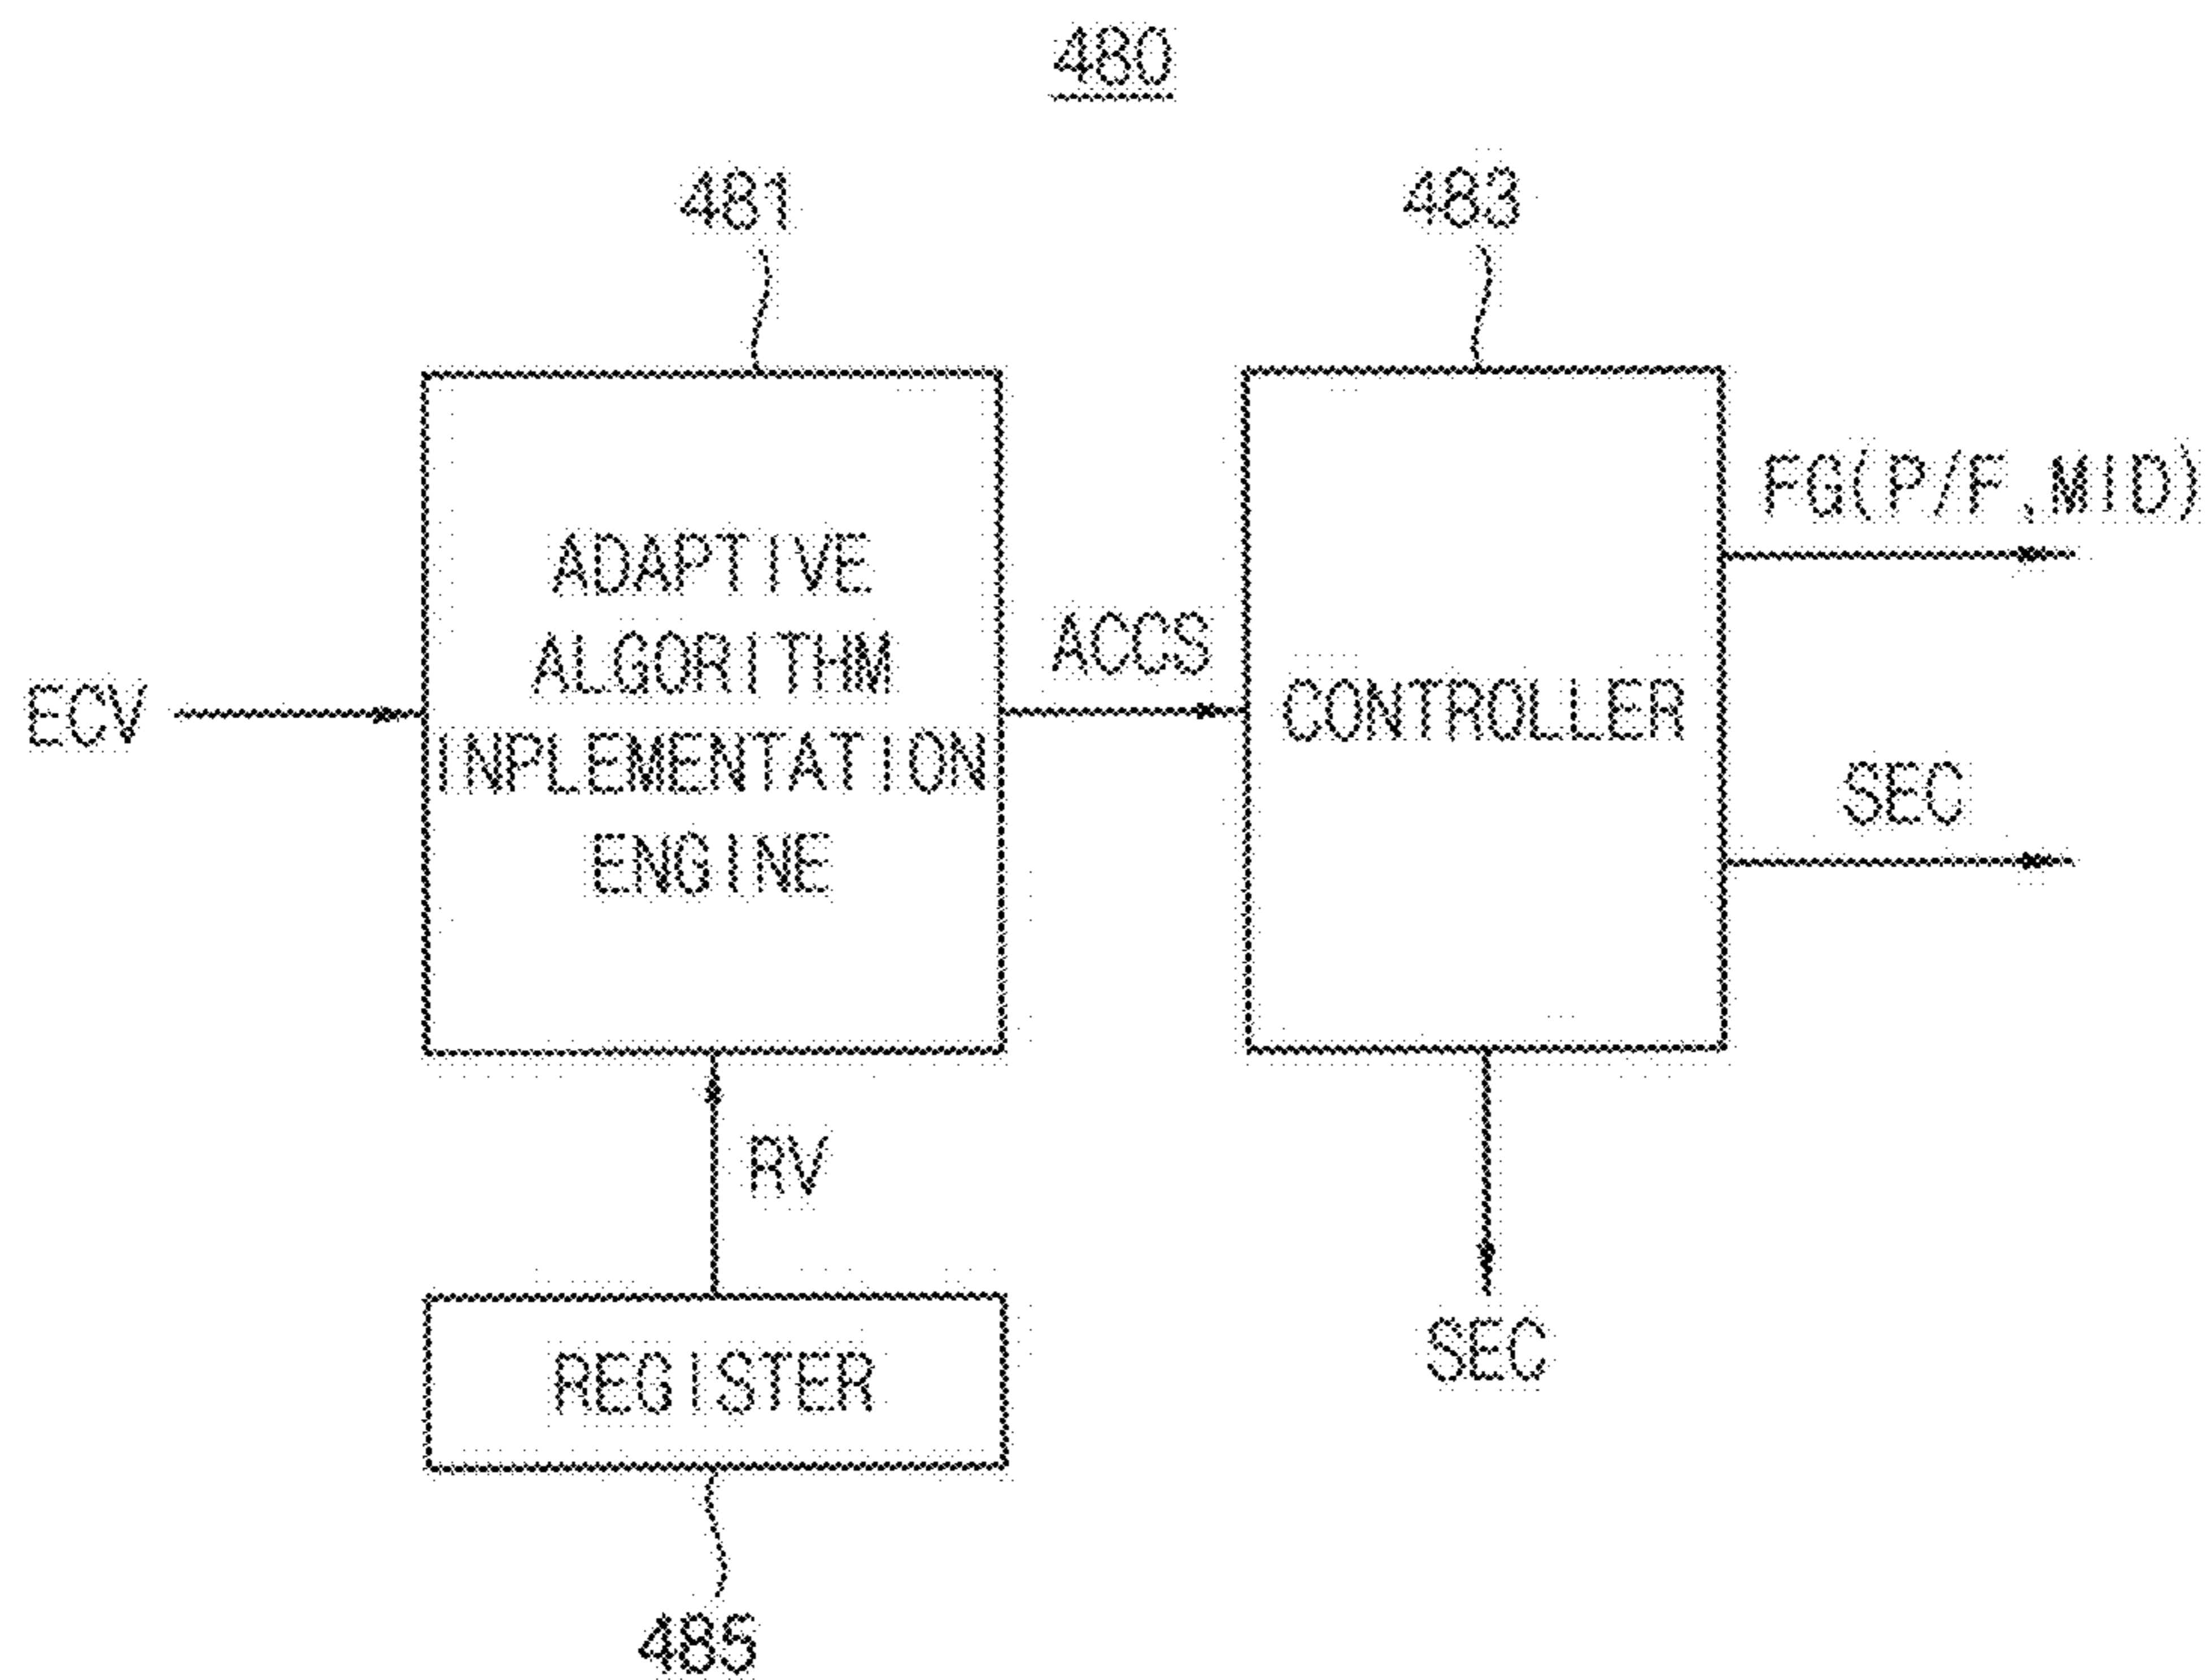 480
481
483
ADAPTIVE
ALGORITHM
INPLEMENTATION
ENGINE
ECV
ACCS
CONTROLLER
FG(P/F,MID)
SEC
RV
SEC
REGISTER
485